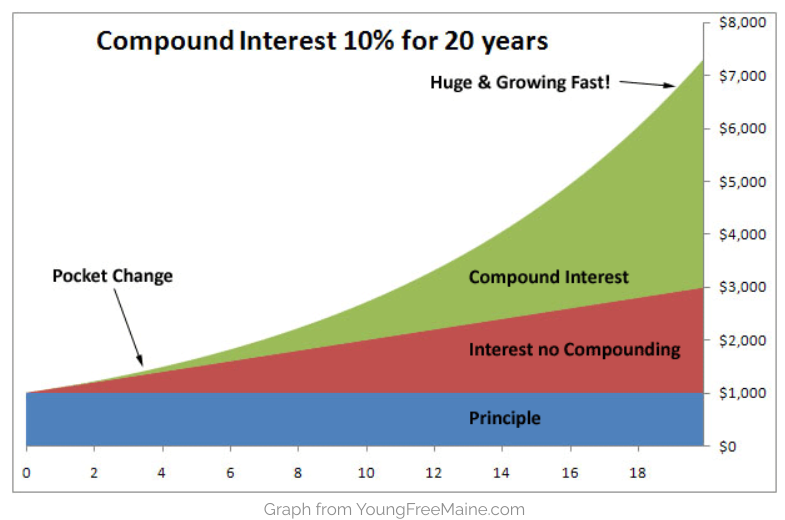 Compound Interest 10% for 20 years
$8,000
Huge & Growing Fast!
$7,000
$6,000
$5,000
$4,000
Pocket Change
Compound Interest
$3,000
$2,000
Interest no Compounding
$1,000
Principle
$0
0 2 4 6 8 10 12 14 16 18
Graph from YoungFreeMaine.com